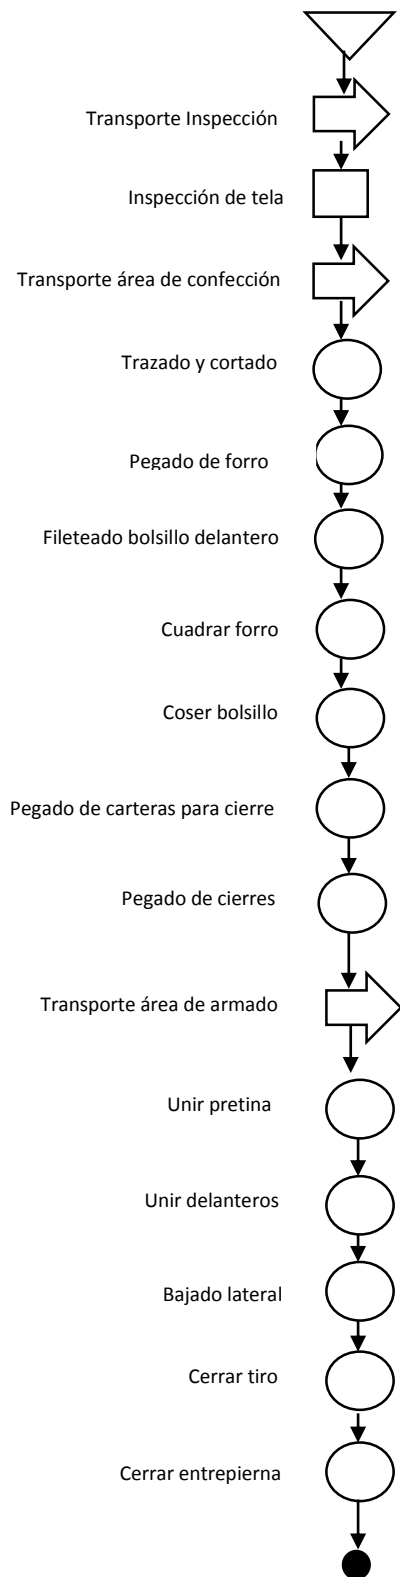 Transporte Inspección
Inspección de tela
Transporte área de confección
Trazado y cortado
Pegado de forro
Fileteado bolsillo delantero
Cuadrar forro
Coser bolsillo
Pegado de carteras para cierre
Pegado de cierres
Transporte área de armado
Unir pretina
Unir delanteros
Bajado lateral
Cerrar tiro
Cerrar entrepierna